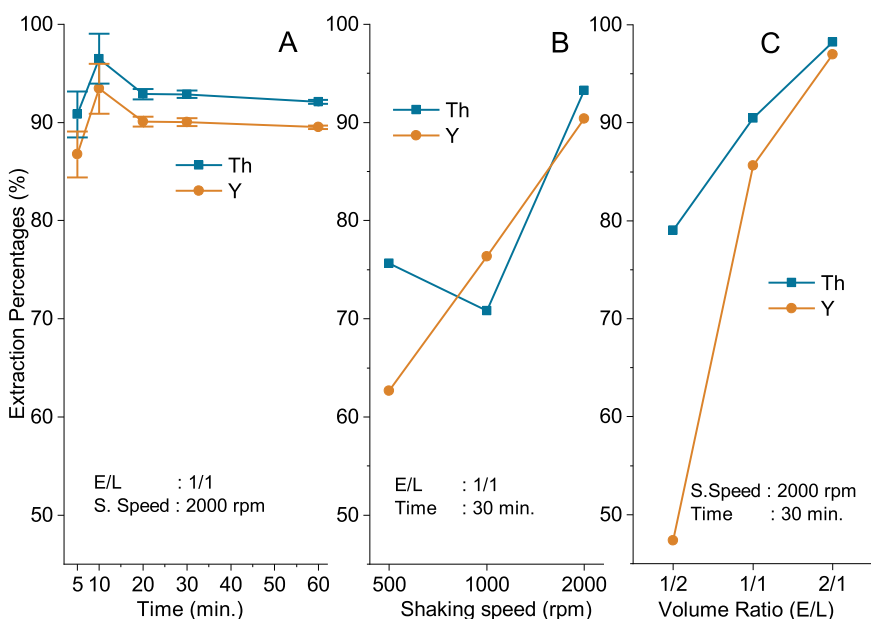 Extraction Percentages (%)
100
90
80
70
60
50
A
Th
Y
E/L : 1/1
S. Speed : 2000 rpm
5 10 20 30 40 50 60
Time (min.)
100
90
80
70
60
50
B
Th
Y
E/L : 1/1
Time : 30 min.
500 1000 2000
Shaking speed (rpm)
100
90
80
70
60
50
C
Th
Y
S.Speed : 2000 rpm
Time : 30 min.
1/2 1/1 2/1
Volume Ratio (E/L)